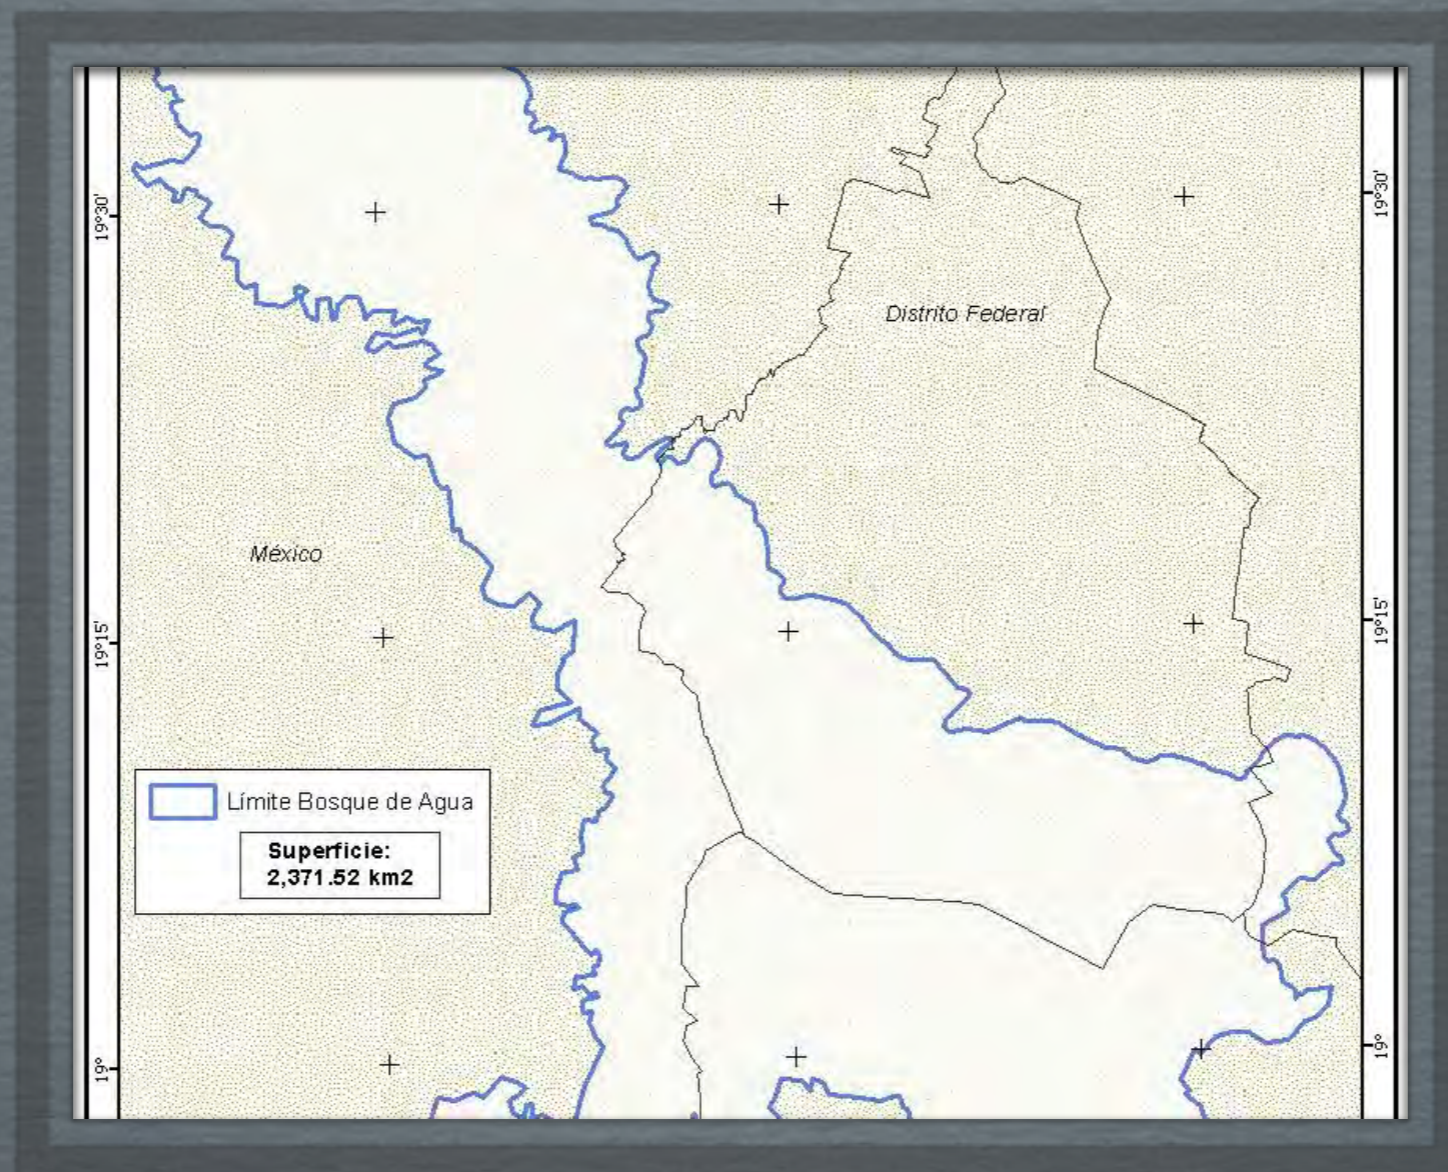 19°30'
19°30'
Distrito Federal
México
19°15'
19°15'
Límite Bosque de Agua
Superficie:
2,371.52 km2
19°
19°